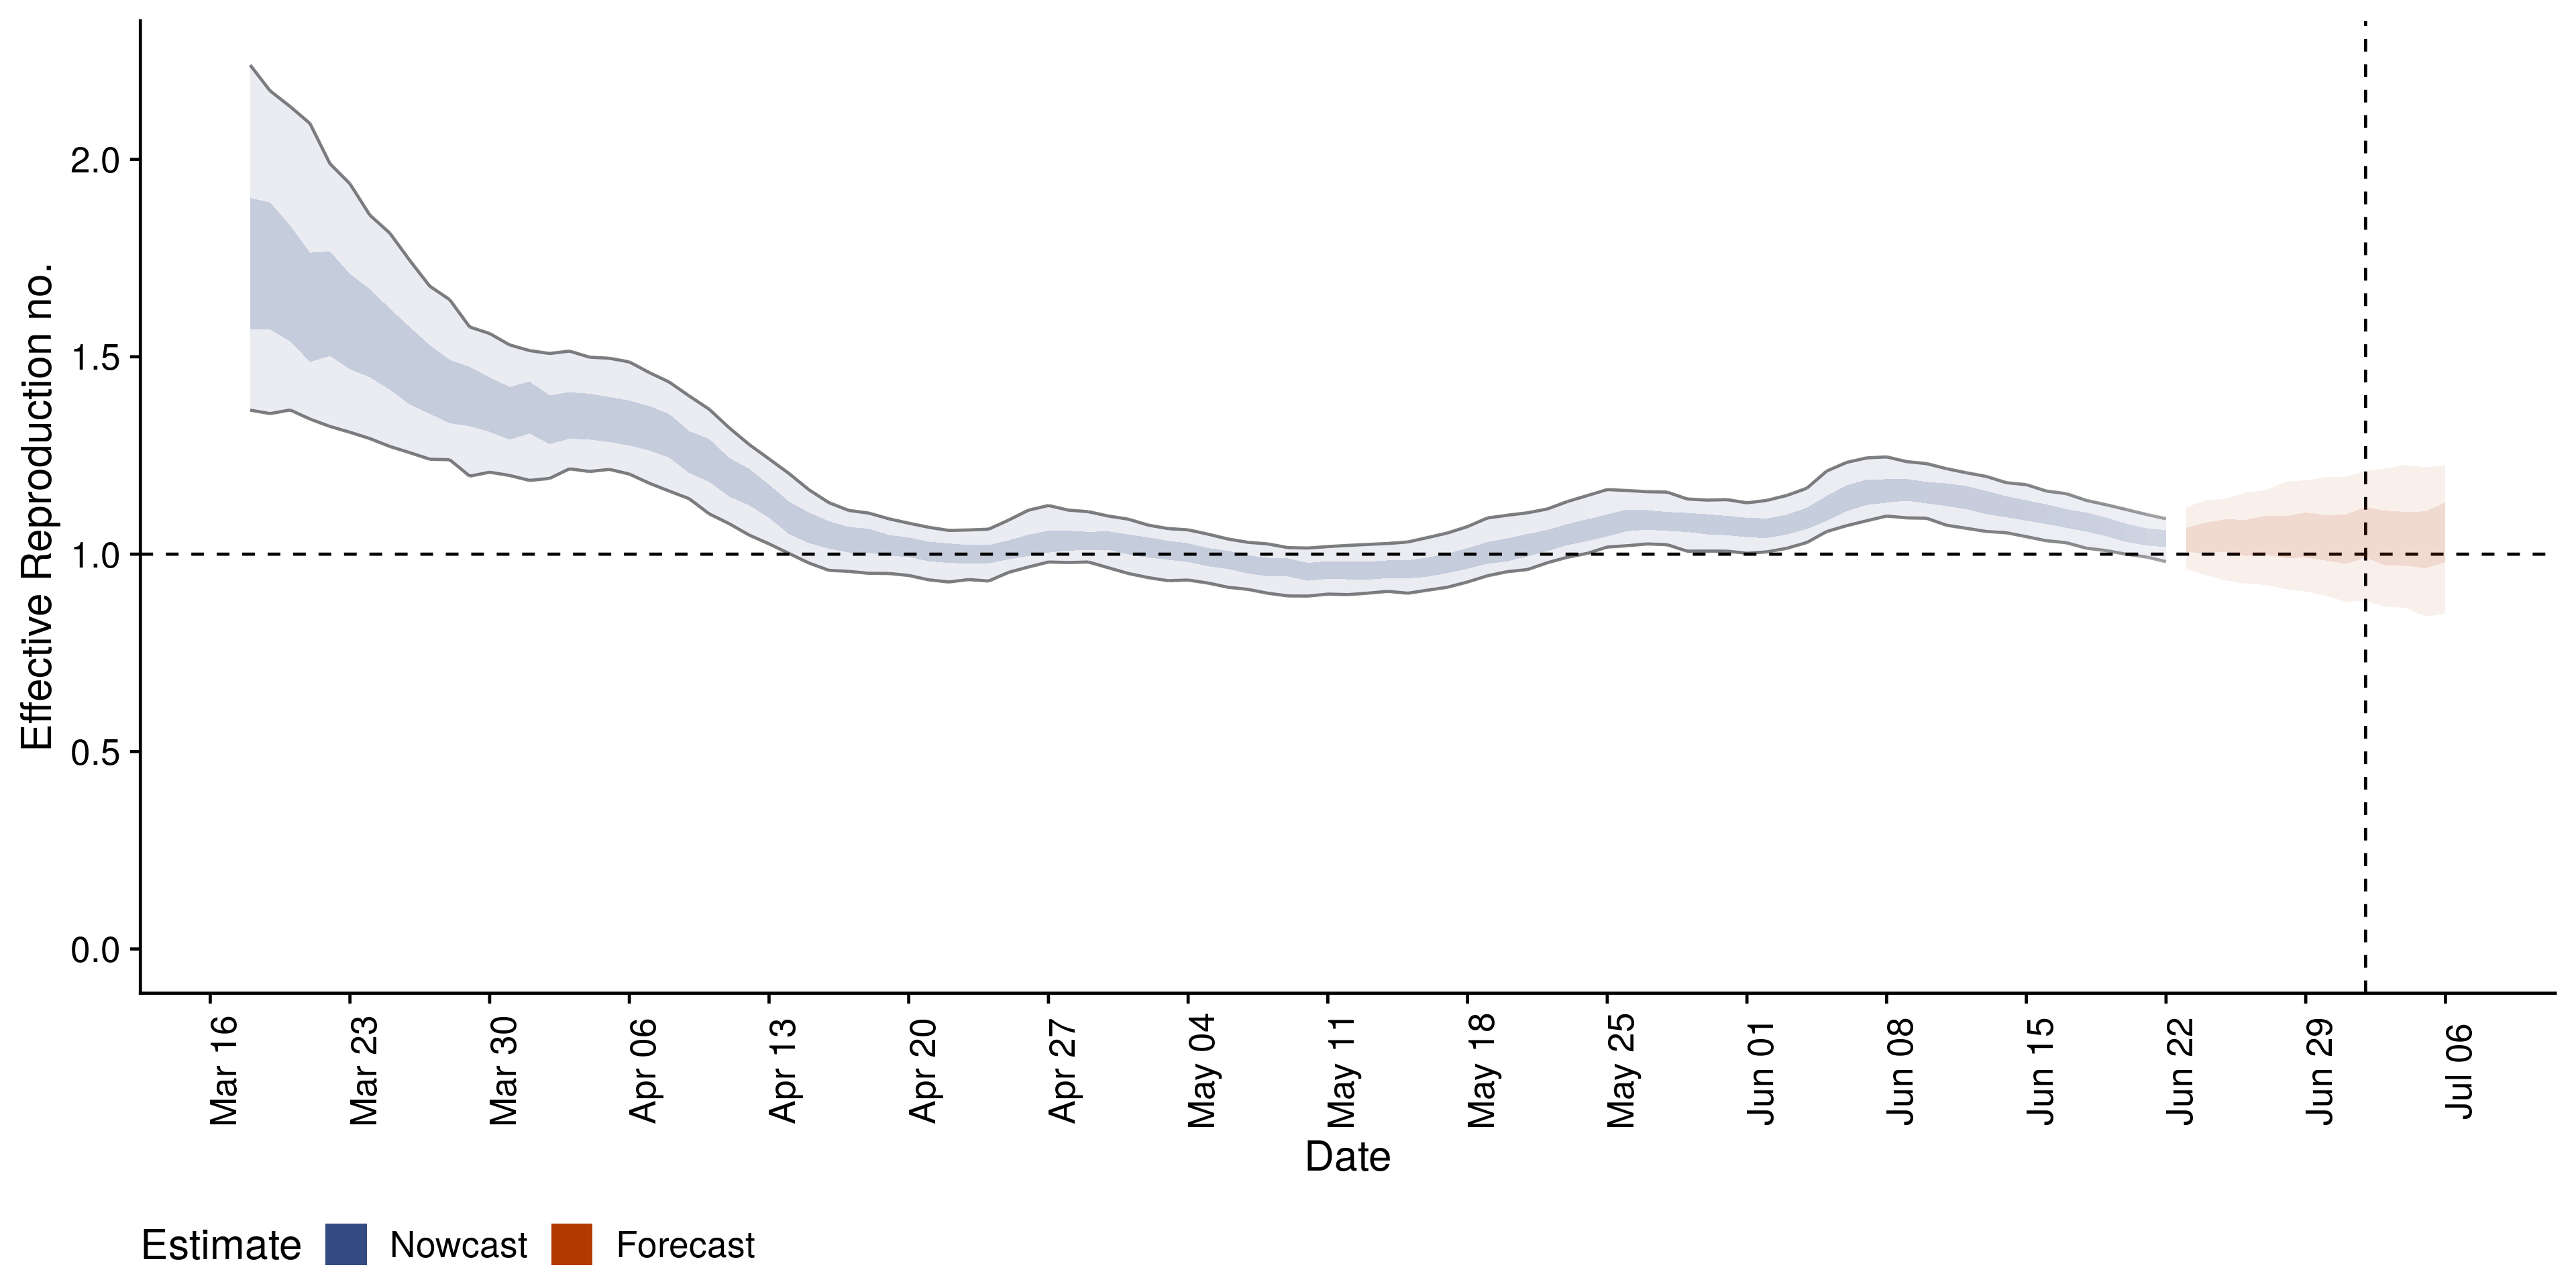 Effective Reproduction no.
2.0
1.5
1.0
0.5
0.0
Mar 16
Mar 23
Mar 30
Apr 06
Apr 13
Apr 20
Apr 27
May 04
May 11
May 18
May 25
Jun 01
Jun 08
Jun 15
Jun 22
Jun 29
Jul 06
Date
Estimate Nowcast Forecast